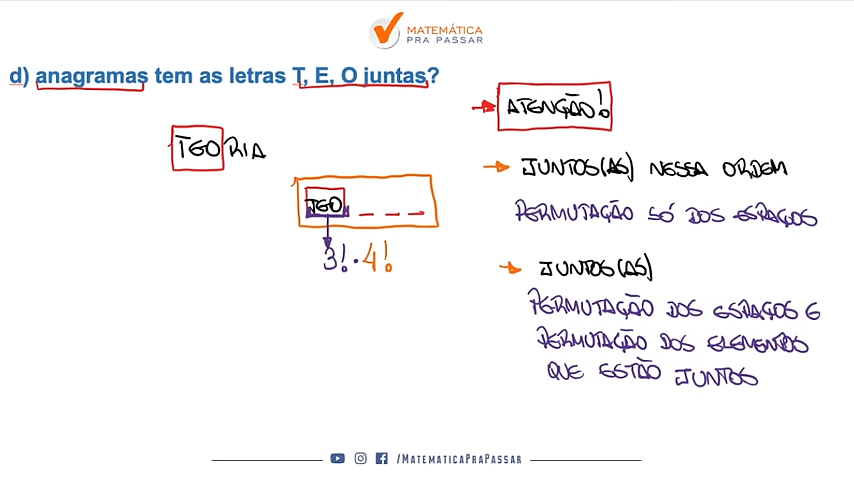 MATEMÁTICA
PRA PASSAR
d) anagramas tem as letras T, E, O juntas?
ATENÇÃO!
TEORIA
JUNTOS(AS) NESSA ORDEM
PERMUTAÇÃO SÓ DOS ESPAÇOS
TEO _ _ _
3! · 4!
JUNTOS(AS)
PERMUTAÇÃO DOS ESPAÇOS E
PERMUTAÇÃO DOS ELEMENTOS
QUE ESTÃO JUNTOS
/MATEMATICAPRAPASSAR